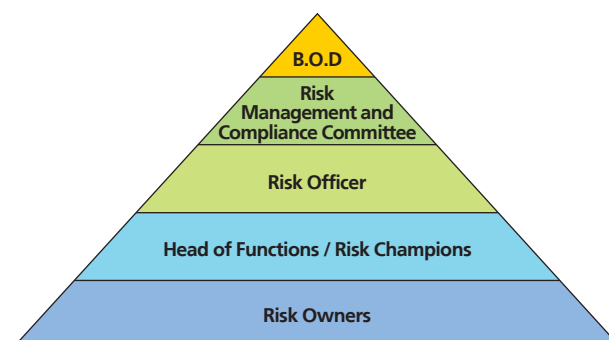 B.O.D
Risk
Management and
Compliance Committee
Risk Officer
Head of Functions / Risk Champions
Risk Owners